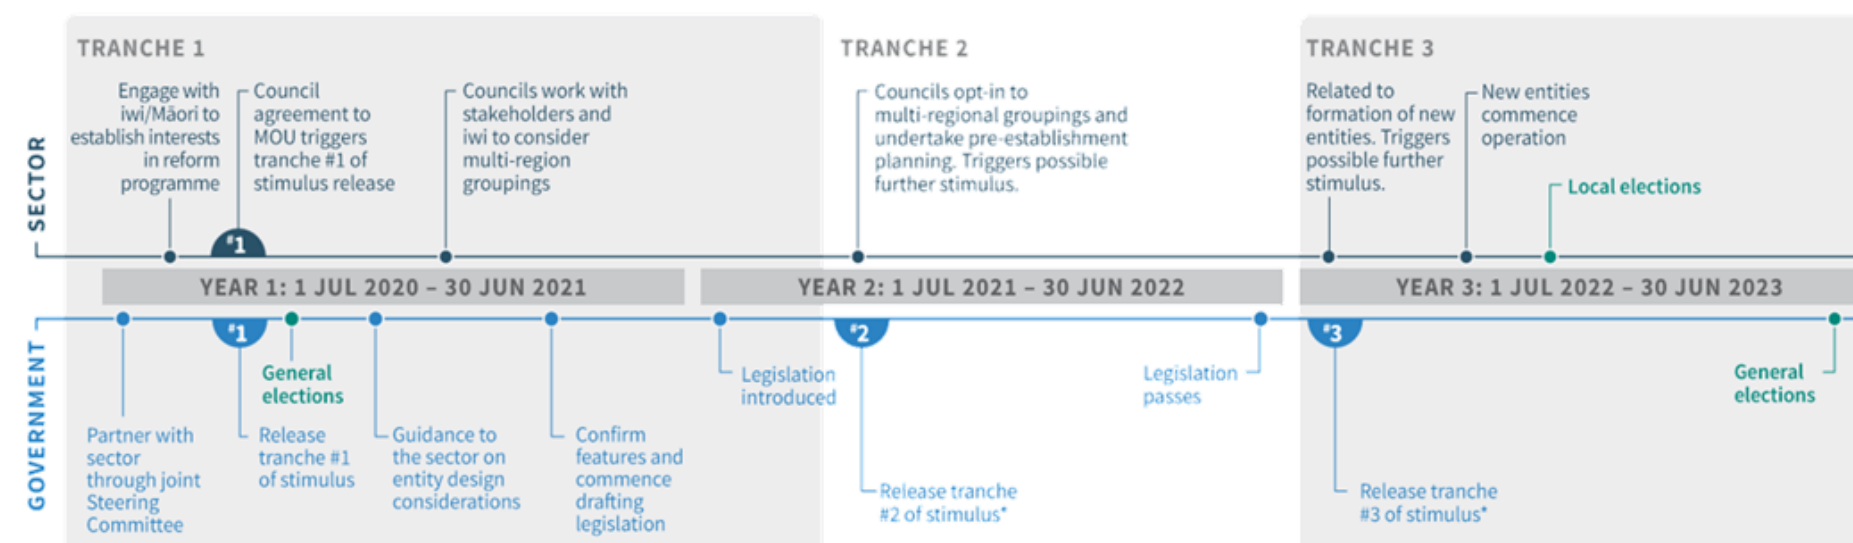 TRANCHE 1
TRANCHE 2
TRANCHE 3
SECTOR
Engage with
iwi/Māori to
establish interests
in reform
programme
Council
agreement to
MOU triggers
tranche #1 of
stimulus release
Councils work with
stakeholders and
iwi to consider
multi-region
groupings
Councils opt-in to
multi-regional groupings and
undertake pre-establishment
planning. Triggers possible
further stimulus.
Related to
formation of new
entities. Triggers
possible further
stimulus.
New entities
commence
operation
Local elections
#1
YEAR 1: 1 JUL 2020 – 30 JUN 2021
YEAR 2: 1 JUL 2021 – 30 JUN 2022
YEAR 3: 1 JUL 2022 – 30 JUN 2023
GOVERNMENT
#1
#2
#3
Partner with
sector
through joint
Steering
Committee
Release
tranche #1
of stimulus
General
elections
Guidance to
the sector on
entity design
considerations
Confirm
features and
commence
drafting
legislation
Legislation
introduced
Release tranche
#2 of stimulus*
Legislation
passes
Release tranche
#3 of stimulus*
General
elections